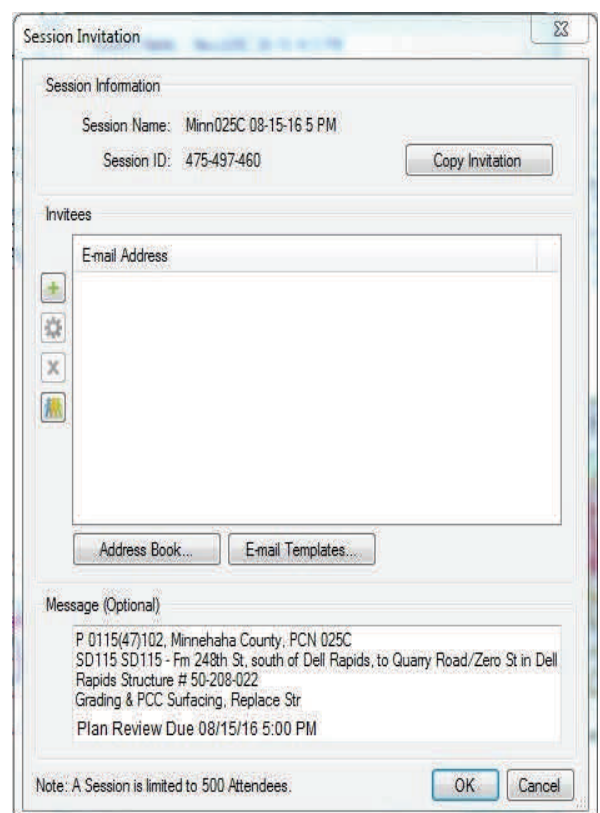 Session Invitation
Session Information
Session Name: Minn025C 08-15-16 5 PM
Session ID: 475-497-460
Copy Invitation
Invitees
E-mail Address
Address Book...
E-mail Templates...
Message (Optional)
P 0115(47)102, Minnehaha County, PCN 025C
SD115 SD115 - Fm 248th St, south of Dell Rapids, to Quarry Road/Zero St in Dell
Rapids Structure # 50-208-022
Grading & PCC Surfacing, Replace Str
Plan Review Due 08/15/16 5:00 PM
Note: A Session is limited to 500 Attendees.
OK
Cancel